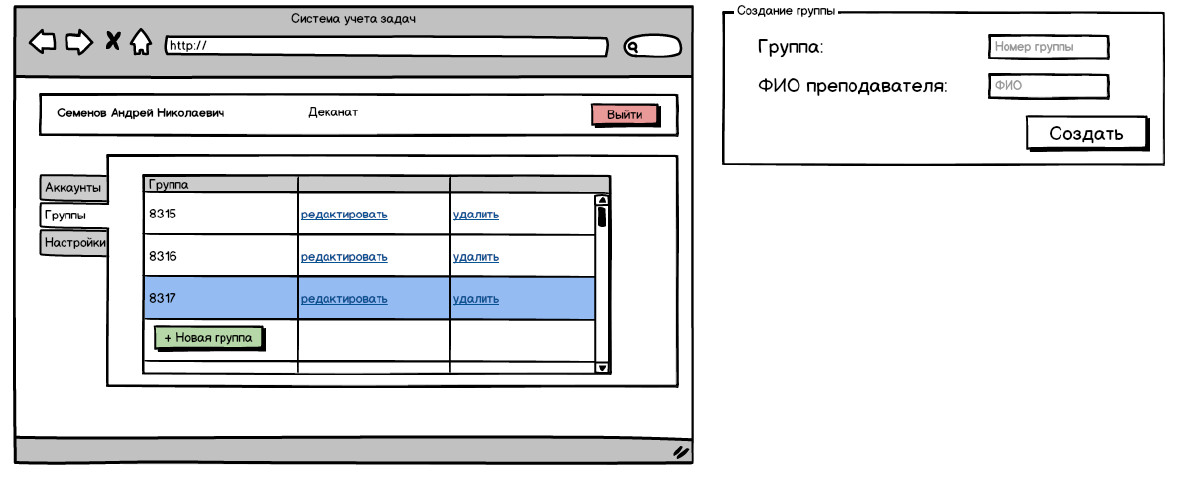 Система учета задач
http://
Семенов Андрей Николаевич Деканат Выйти
Аккаунты
Группы
Настройки
Группа
8315 редактировать удалить
8316 редактировать удалить
8317 редактировать удалить
+ Новая группа
Создание группы
Группа: Номер группы
ФИО преподавателя: ФИО
Создать